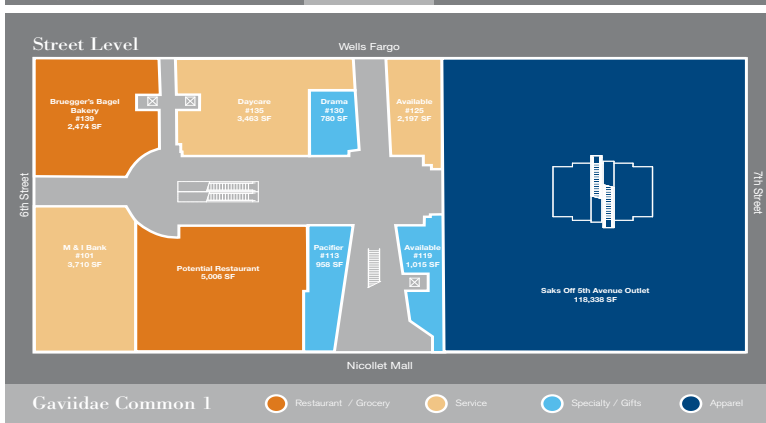 Street Level
Wells Fargo
Bruegger's Bagel
Bakery
#139
2,474 SF
Daycare
#135
3,463 SF
Drama
#130
780 SF
Available
#125
2,197 SF
6th Street
7th Street
M & I Bank
#101
3,710 SF
Potential Restaurant
5,006 SF
Pacifier
#113
958 SF
Available
#119
1,015 SF
Saks Off 5th Avenue Outlet
118,338 SF
Nicollet Mall
Gaviidae Common 1
Restaurant / Grocery
Service
Specialty / Gifts
Apparel